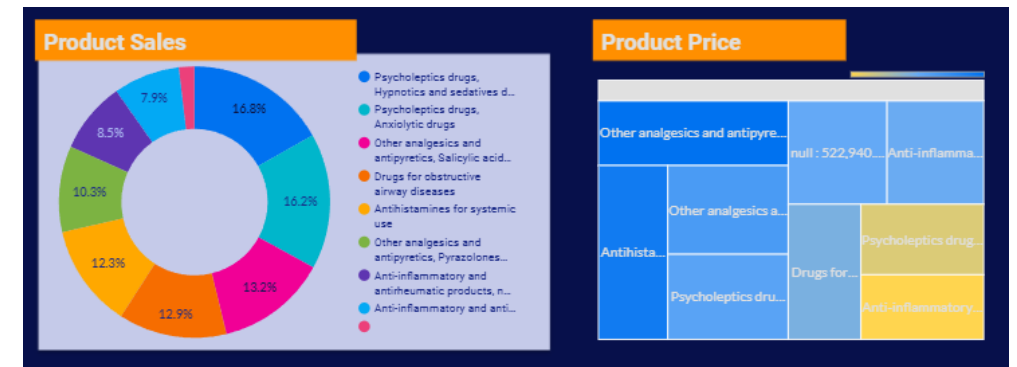 Product Sales
16.8%
16.2%
13.2%
12.9%
12.3%
10.3%
8.5%
7.9%
Psycholeptics drugs,
Hypnotics and sedatives d...
Psycholeptics drugs,
Anxiolytic drugs
Other analgesics and
antipyretics, Salicylic acid...
Drugs for obstructive
airway diseases
Antihistamines for systemic
use
Other analgesics and
antipyretics, Pyrazolones...
Anti-inflammatory and
antirheumatic products, n...
Anti-inflammatory and anti...
Product Price
Other analgesics and antipyre...
null : 522,940....
Anti-inflamma...
Antihista...
Other analgesics a...
Psycholeptics dru...
Drugs for...
Psycholeptics drug...
Anti-inflammatory...